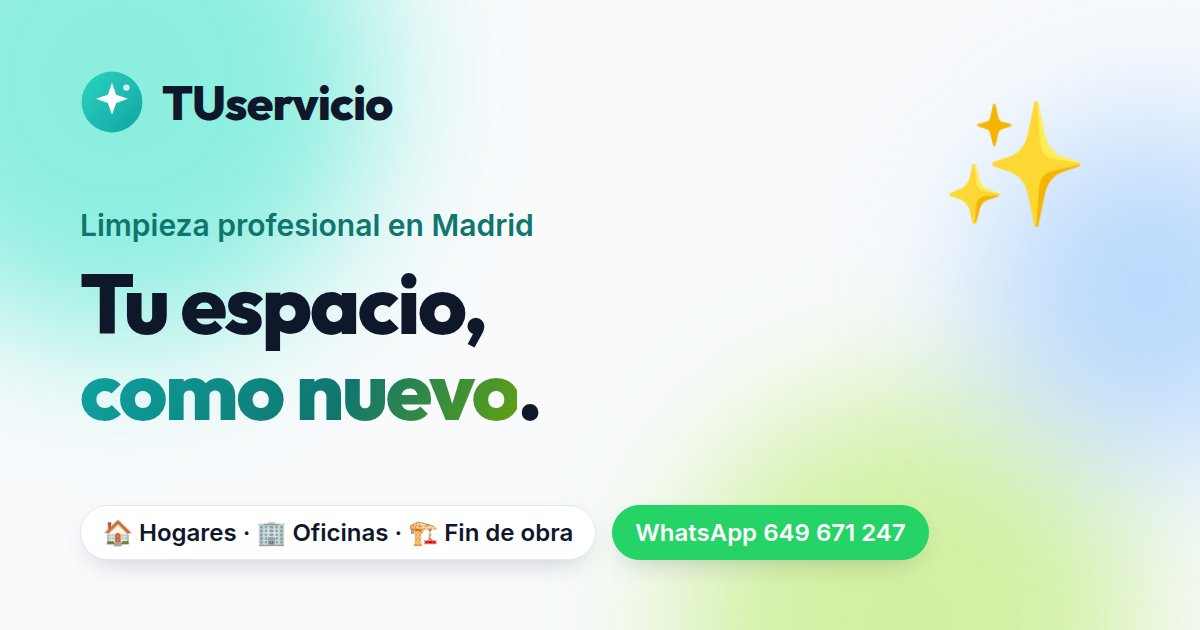 TUservicio
Limpieza profesional en Madrid
Tu espacio,
como nuevo.
🏠 Hogares · 🏢 Oficinas · 🏗️ Fin de obra
WhatsApp 649 671 247